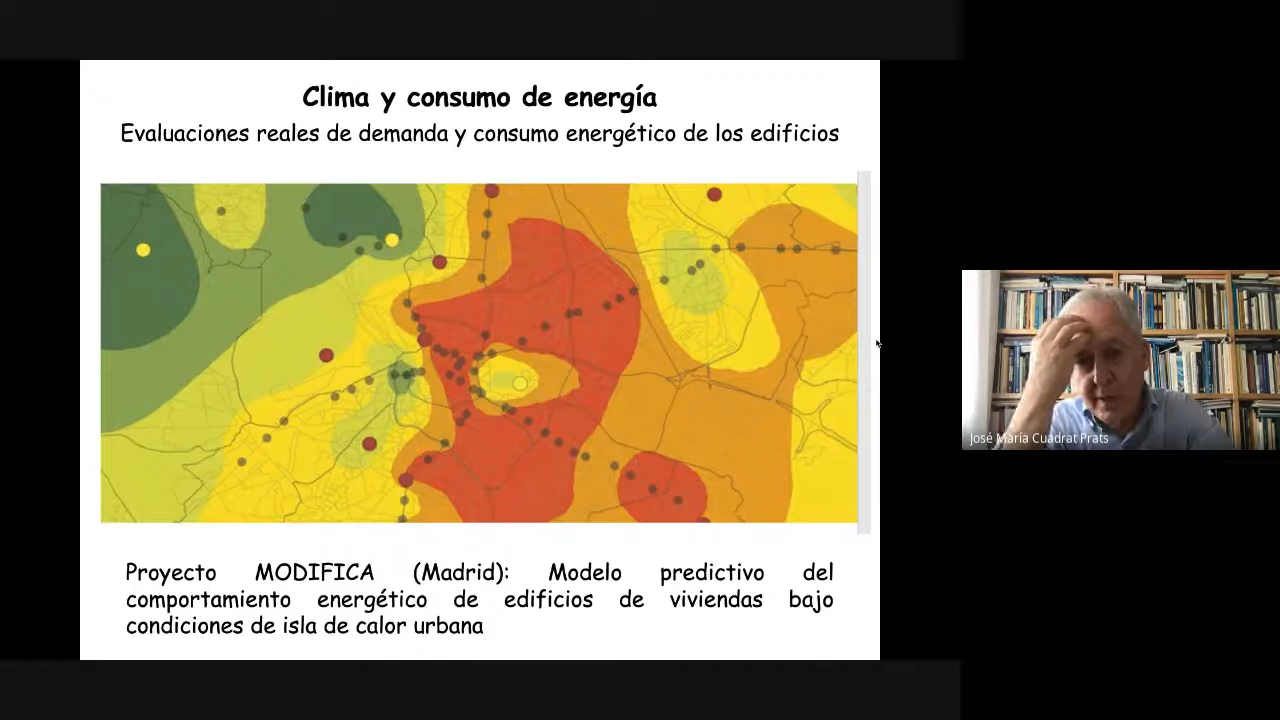 Clima y consumo de energía
Evaluaciones reales de demanda y consumo energético de los edificios
Proyecto MODIFICA (Madrid): Modelo predictivo del
comportamiento energético de edificios de viviendas bajo
condiciones de isla de calor urbana
José María Cuadrat Prats